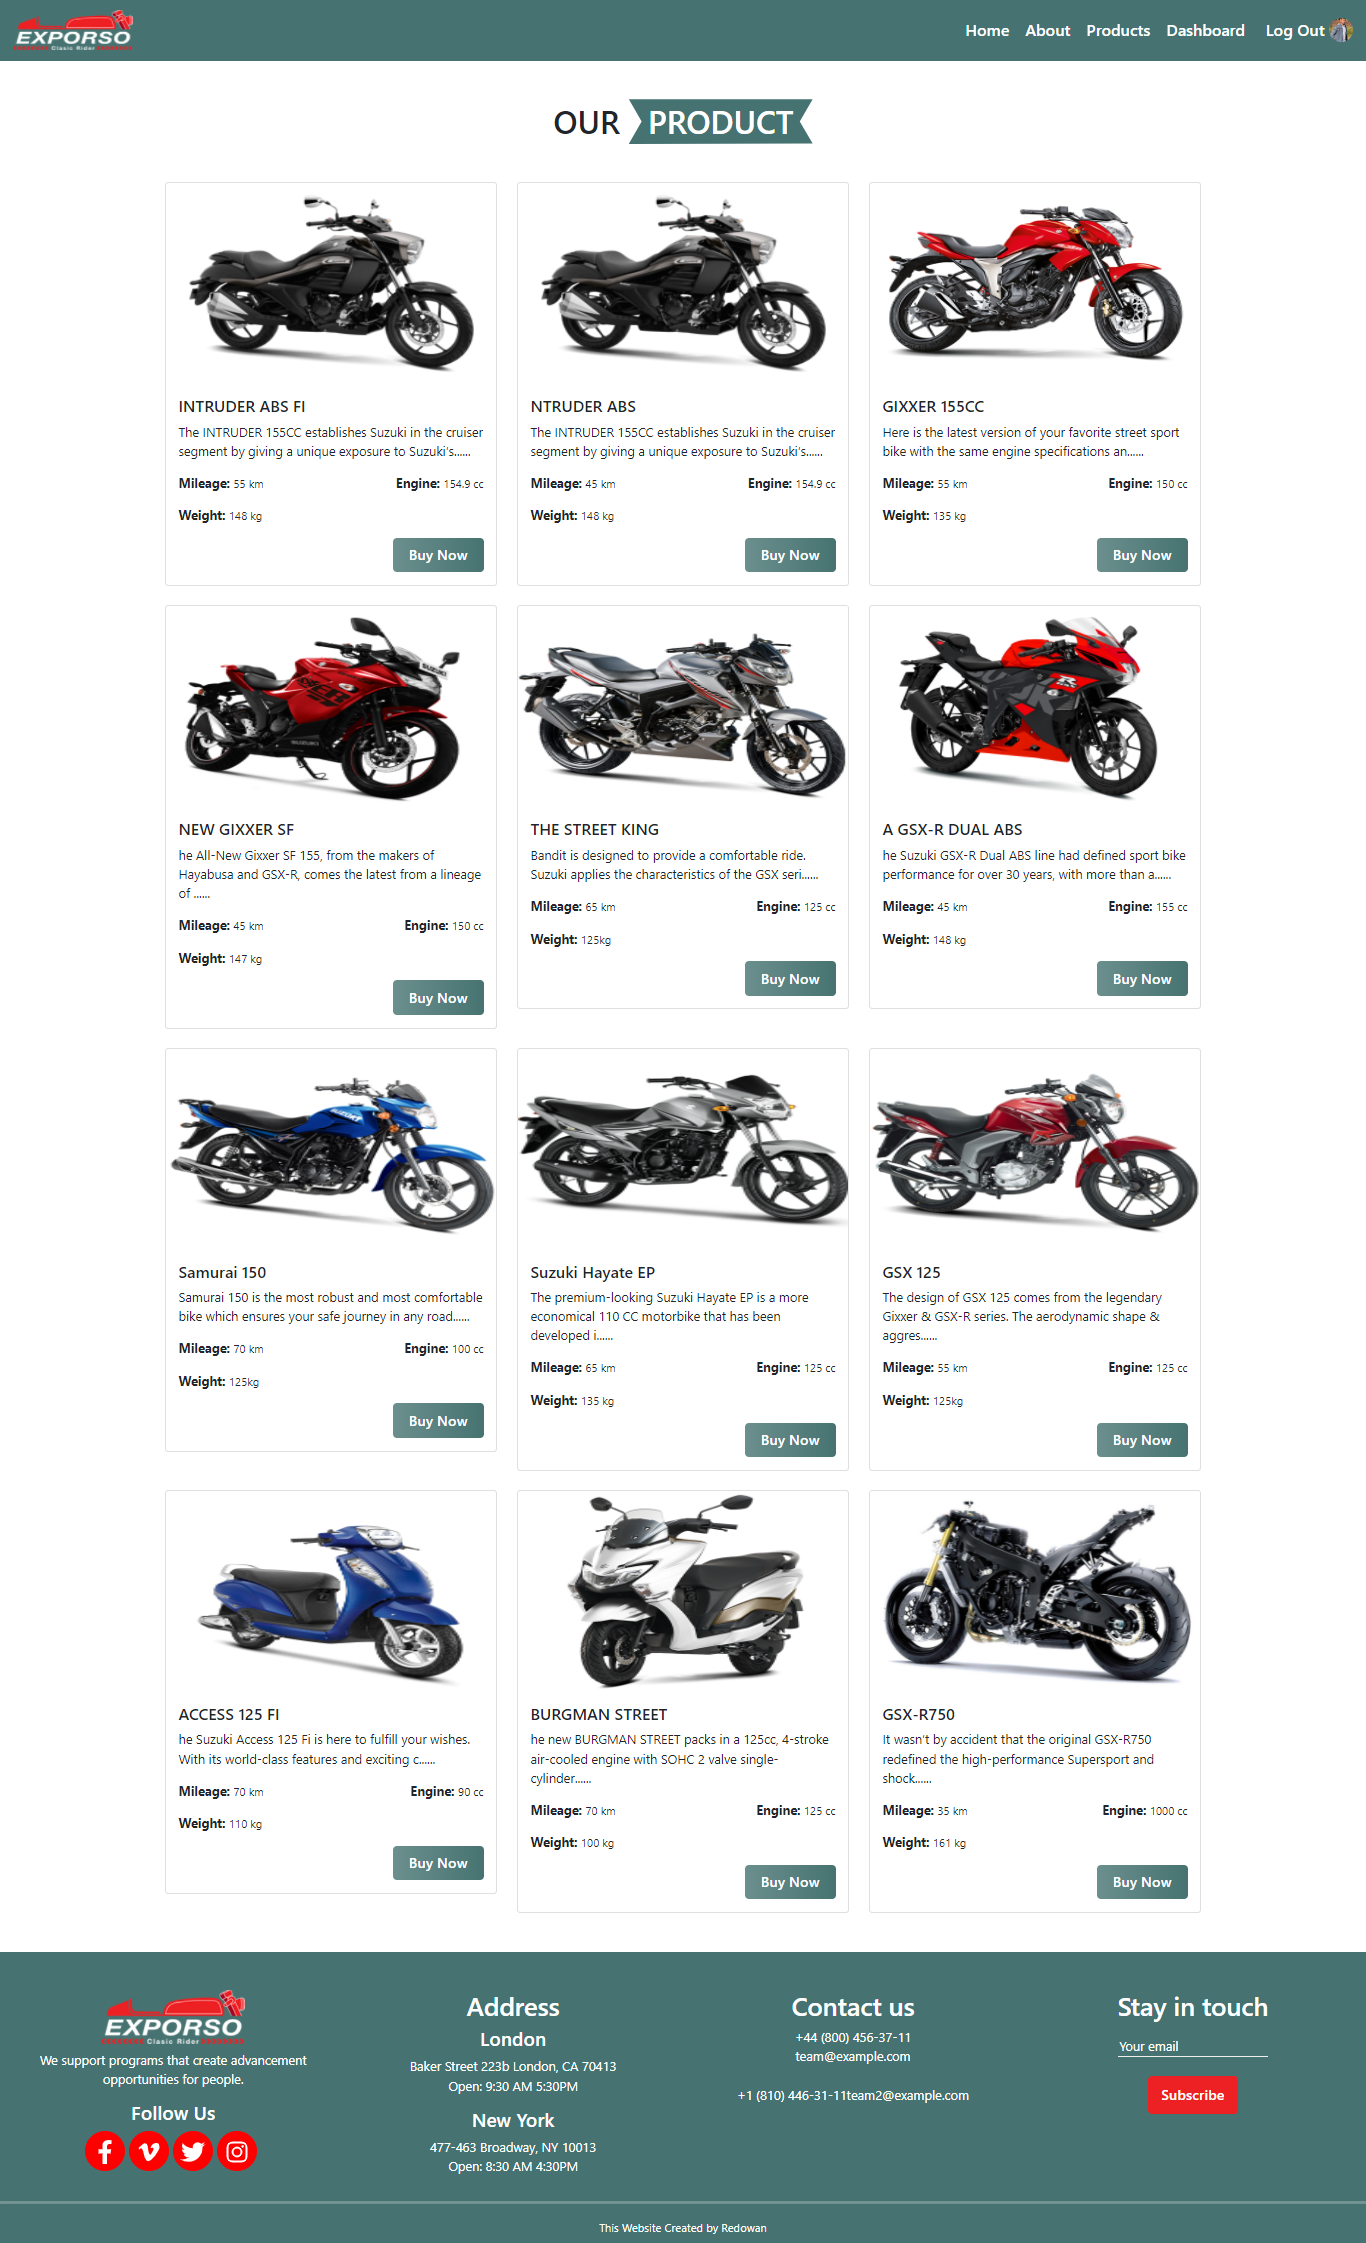 EXPORSO
Clasic Rider
Home About Products Dashboard Log Out
OUR PRODUCT
INTRUDER ABS FI
The INTRUDER 155CC establishes Suzuki in the cruiser
segment by giving a unique exposure to Suzuki's......
Mileage: 55 km Engine: 154.9 cc
Weight: 148 kg
Buy Now
NTRUDER ABS
The INTRUDER 155CC establishes Suzuki in the cruiser
segment by giving a unique exposure to Suzuki's......
Mileage: 45 km Engine: 154.9 cc
Weight: 148 kg
Buy Now
GIXXER 155CC
Here is the latest version of your favorite street sport
bike with the same engine specifications an......
Mileage: 55 km Engine: 150 cc
Weight: 135 kg
Buy Now
SUZUKI
SUZUKI
NEW GIXXER SF
he All-New Gixxer SF 155, from the makers of
Hayabusa and GSX-R, comes the latest from a lineage
of ......
Mileage: 45 km Engine: 150 cc
Weight: 147 kg
Buy Now
THE STREET KING
Bandit is designed to provide a comfortable ride.
Suzuki applies the characteristics of the GSX seri......
Mileage: 65 km Engine: 125 cc
Weight: 125kg
Buy Now
R
A GSX-R DUAL ABS
he Suzuki GSX-R Dual ABS line had defined sport bike
performance for over 30 years, with more than a......
Mileage: 45 km Engine: 155 cc
Weight: 148 kg
Buy Now
SUZUKI
Samurai 150
Samurai 150 is the most robust and most comfortable
bike which ensures your safe journey in any road......
Mileage: 70 km Engine: 100 cc
Weight: 125kg
Buy Now
Suzuki Hayate EP
The premium-looking Suzuki Hayate EP is a more
economical 110 CC motorbike that has been
developed i......
Mileage: 65 km Engine: 125 cc
Weight: 135 kg
Buy Now
GSX 125
The design of GSX 125 comes from the legendary
Gixxer & GSX-R series. The aerodynamic shape &
aggres......
Mileage: 55 km Engine: 125 cc
Weight: 125kg
Buy Now
ACCESS 125 FI
he Suzuki Access 125 Fi is here to fulfill your wishes.
With its world-class features and exciting c......
Mileage: 70 km Engine: 90 cc
Weight: 110 kg
Buy Now
BURGMAN STREET
he new BURGMAN STREET packs in a 125cc, 4-stroke
air-cooled engine with SOHC 2 valve single-
cylinder......
Mileage: 70 km Engine: 125 cc
Weight: 100 kg
Buy Now
GSX-R750
It wasn't by accident that the original GSX-R750
redefined the high-performance Supersport and
shock......
Mileage: 35 km Engine: 1000 cc
Weight: 161 kg
Buy Now
EXPORSO
Clasic Rider
We support programs that create advancement
opportunities for people.
Follow Us
Address
London
Baker Street 223b London, CA 70413
Open: 9:30 AM 5:30PM
New York
477-463 Broadway, NY 10013
Open: 8:30 AM 4:30PM
Contact us
+44 (800) 456-37-11
team@example.com
+1 (810) 446-31-11team2@example.com
Stay in touch
Your email
Subscribe
This Website Created by Redowan